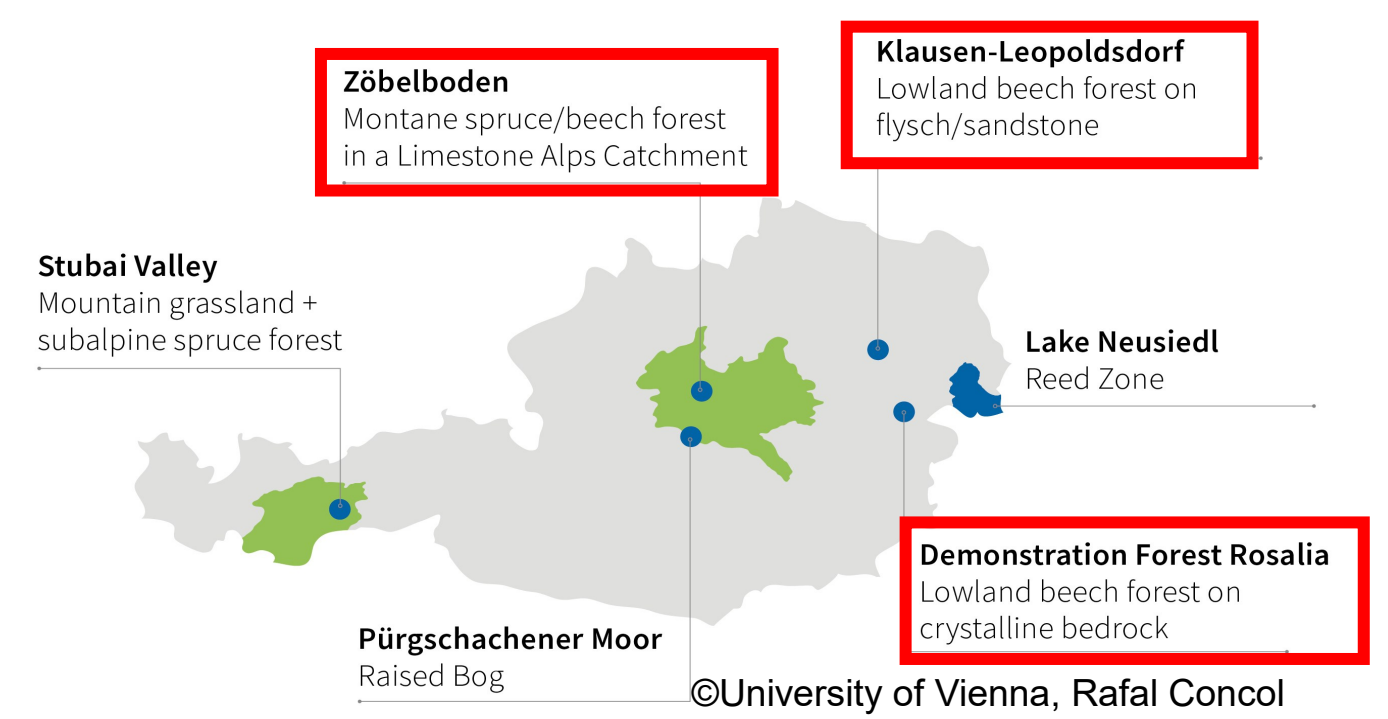 Zöbelboden
Montane spruce/beech forest
in a Limestone Alps Catchment
Klausen-Leopoldsdorf
Lowland beech forest on
flysch/sandstone
Stubai Valley
Mountain grassland +
subalpine spruce forest
Lake Neusiedl
Reed Zone
Demonstration Forest Rosalia
Lowland beech forest on
crystalline bedrock
Pürgschachener Moor
Raised Bog
©University of Vienna, Rafal Concol